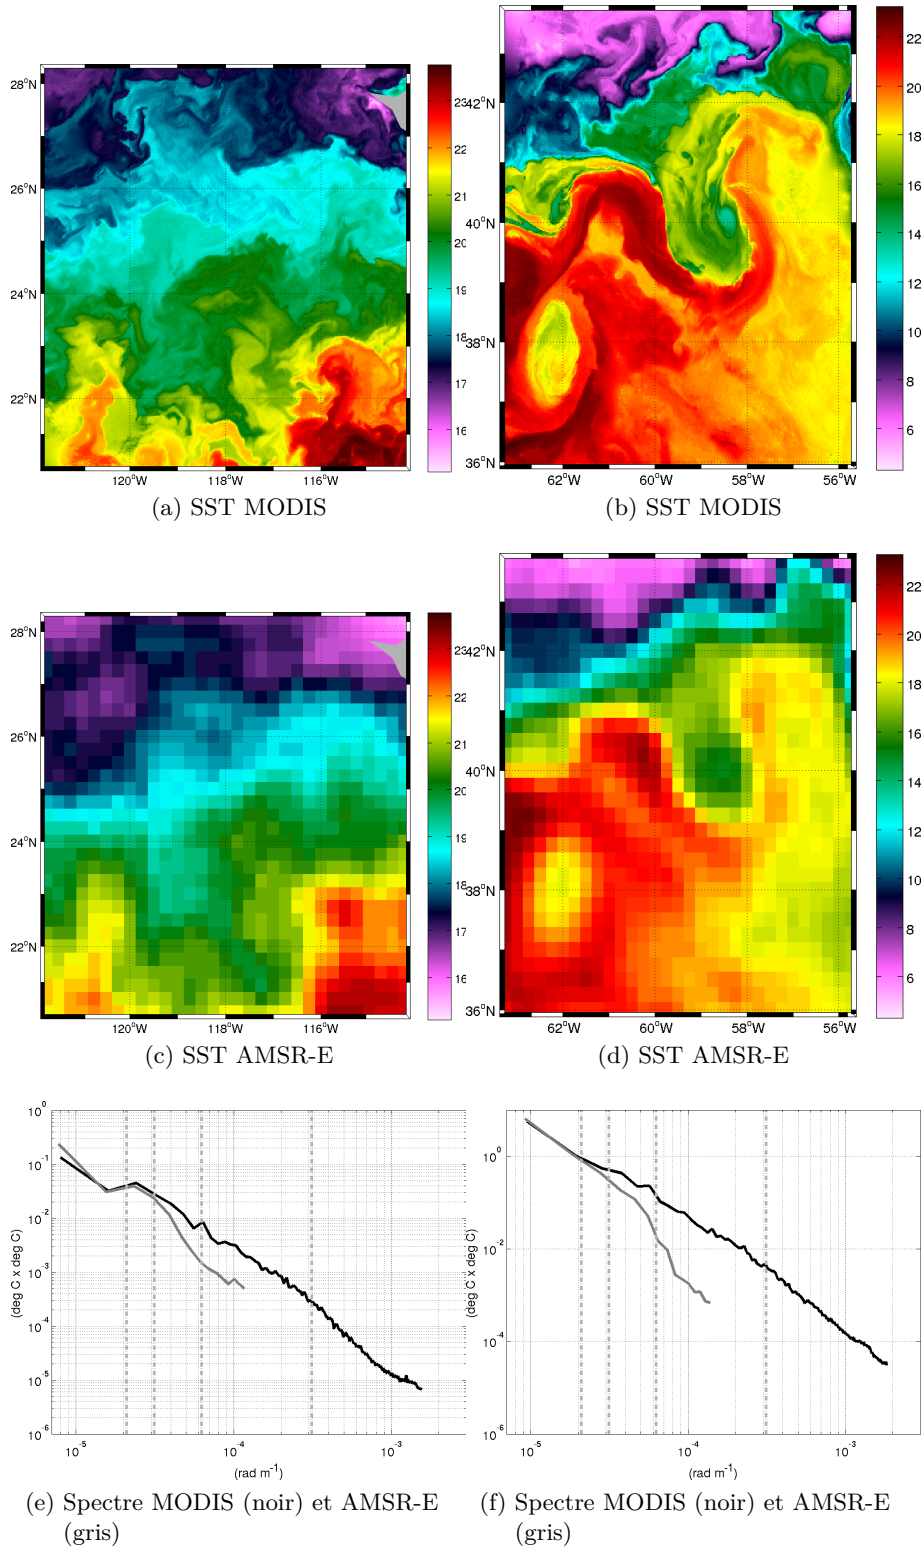 28°N
26°N
24°N
22°N
120°W
118°W
116°W
23
22
21
20
19
18
17
16
(a) SST MODIS
42°N
40°N
38°N
36°N
62°W
60°W
58°W
56°W
22
20
18
16
14
12
10
8
6
(b) SST MODIS
28°N
26°N
24°N
22°N
120°W
118°W
116°W
23
22
21
20
19
18
17
16
(c) SST AMSR-E
42°N
40°N
38°N
36°N
62°W
60°W
58°W
56°W
22
20
18
16
14
12
10
8
6
(d) SST AMSR-E
10⁰
10⁻¹
10⁻²
10⁻³
10⁻⁴
10⁻⁵
10⁻⁶
(deg C x deg C)
10⁻⁵
10⁻⁴
10⁻³
(rad m⁻¹)
(e) Spectre MODIS (noir) et AMSR-E
(gris)
10⁰
10⁻²
10⁻⁴
10⁻⁶
(deg C x deg C)
10⁻⁵
10⁻⁴
10⁻³
(rad m⁻¹)
(f) Spectre MODIS (noir) et AMSR-E
(gris)